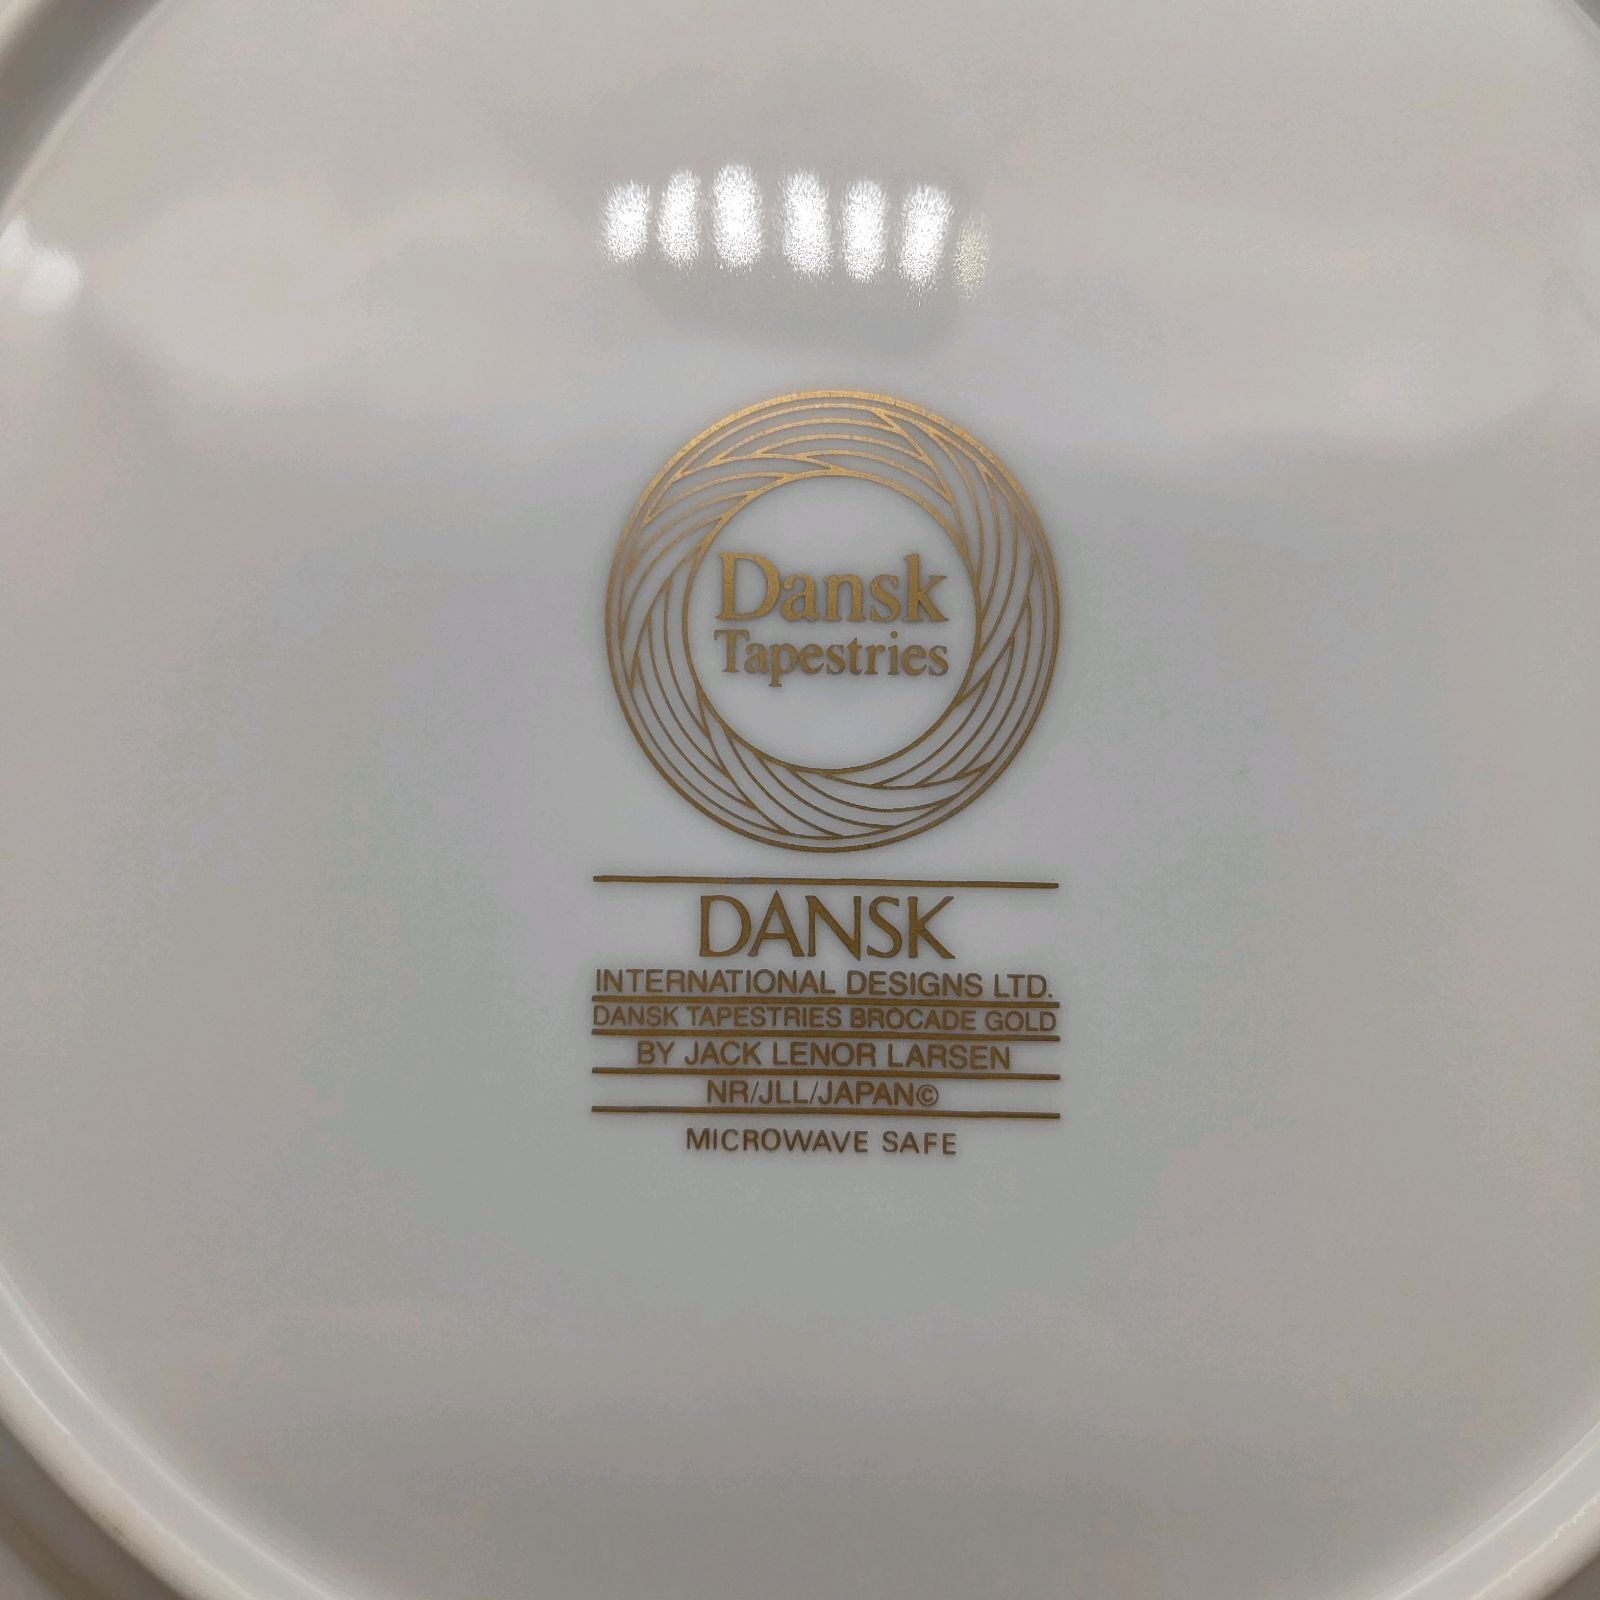 Dansk
Tapestries
DANSK
INTERNATIONAL DESIGNS LTD.
DANSK TAPESTRIES BROCADE GOLD
BY JACK LENOR LARSEN
NR/JLL/JAPAN©
MICROWAVE SAFE